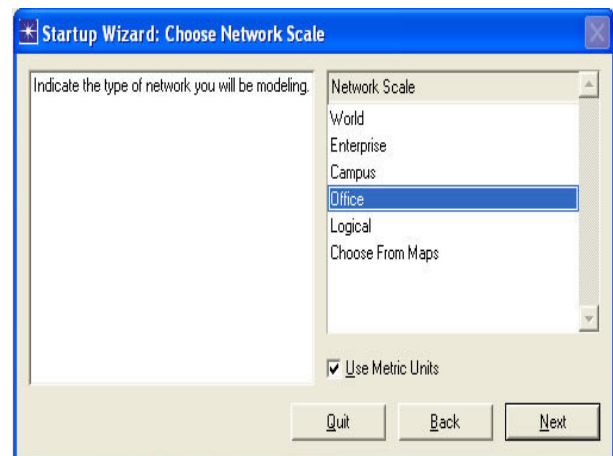 Startup Wizard: Choose Network Scale
Indicate the type of network you will be modeling.
Network Scale
World
Enterprise
Campus
Office
Logical
Choose From Maps
Use Metric Units
Quit
Back
Next